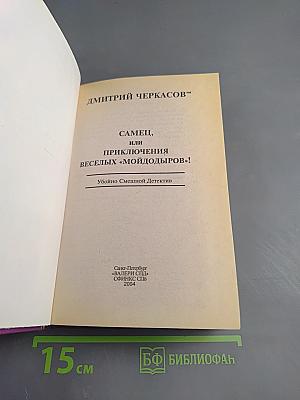 ДМИТРИЙ ЧЕРКАСОВ™
САМЕЦ,
ИЛИ
ПРИКЛЮЧЕНИЯ
ВЕСЕЛЫХ «МОЙДОДЫРОВ»!
Убойно Смешной Детектив
Санкт-Петербург
«ВАЛЕРИ СПД»
СФИНКС СПб
2004
15 см
БФ БИБЛИОФАН